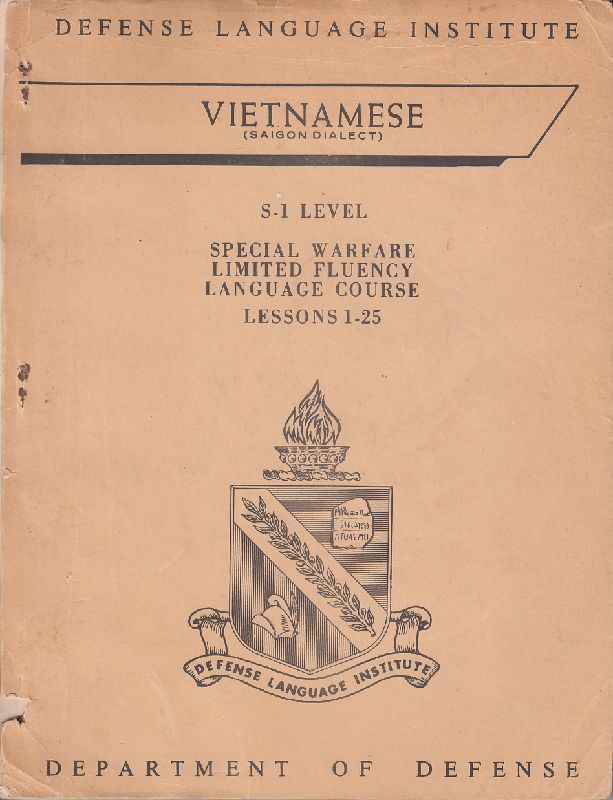 DEFENSE LANGUAGE INSTITUTE
VIETNAMESE
(SAIGON DIALECT)
S-1 LEVEL
SPECIAL WARFARE
LIMITED FLUENCY
LANGUAGE COURSE
LESSONS 1-25
DEFENSE LANGUAGE INSTITUTE
DEPARTMENT OF DEFENSE